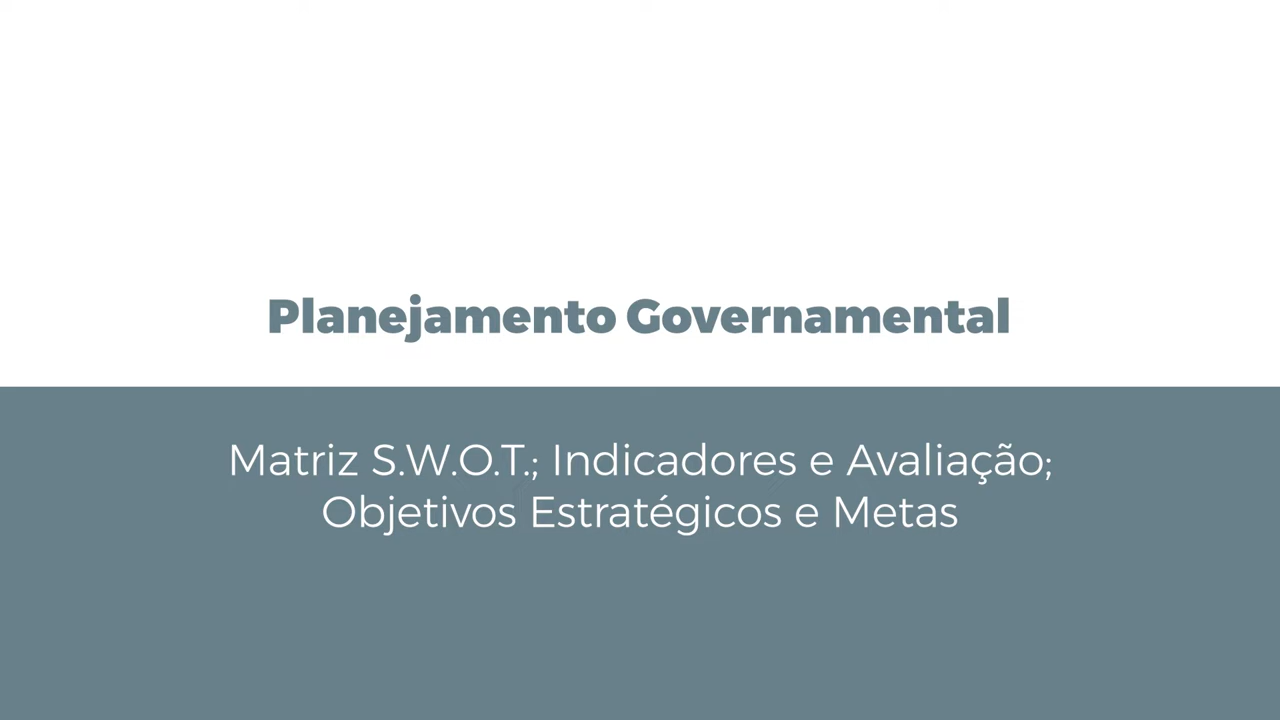 Planejamento Governamental
Matriz S.W.O.T.; Indicadores e Avaliação;
Objetivos Estratégicos e Metas